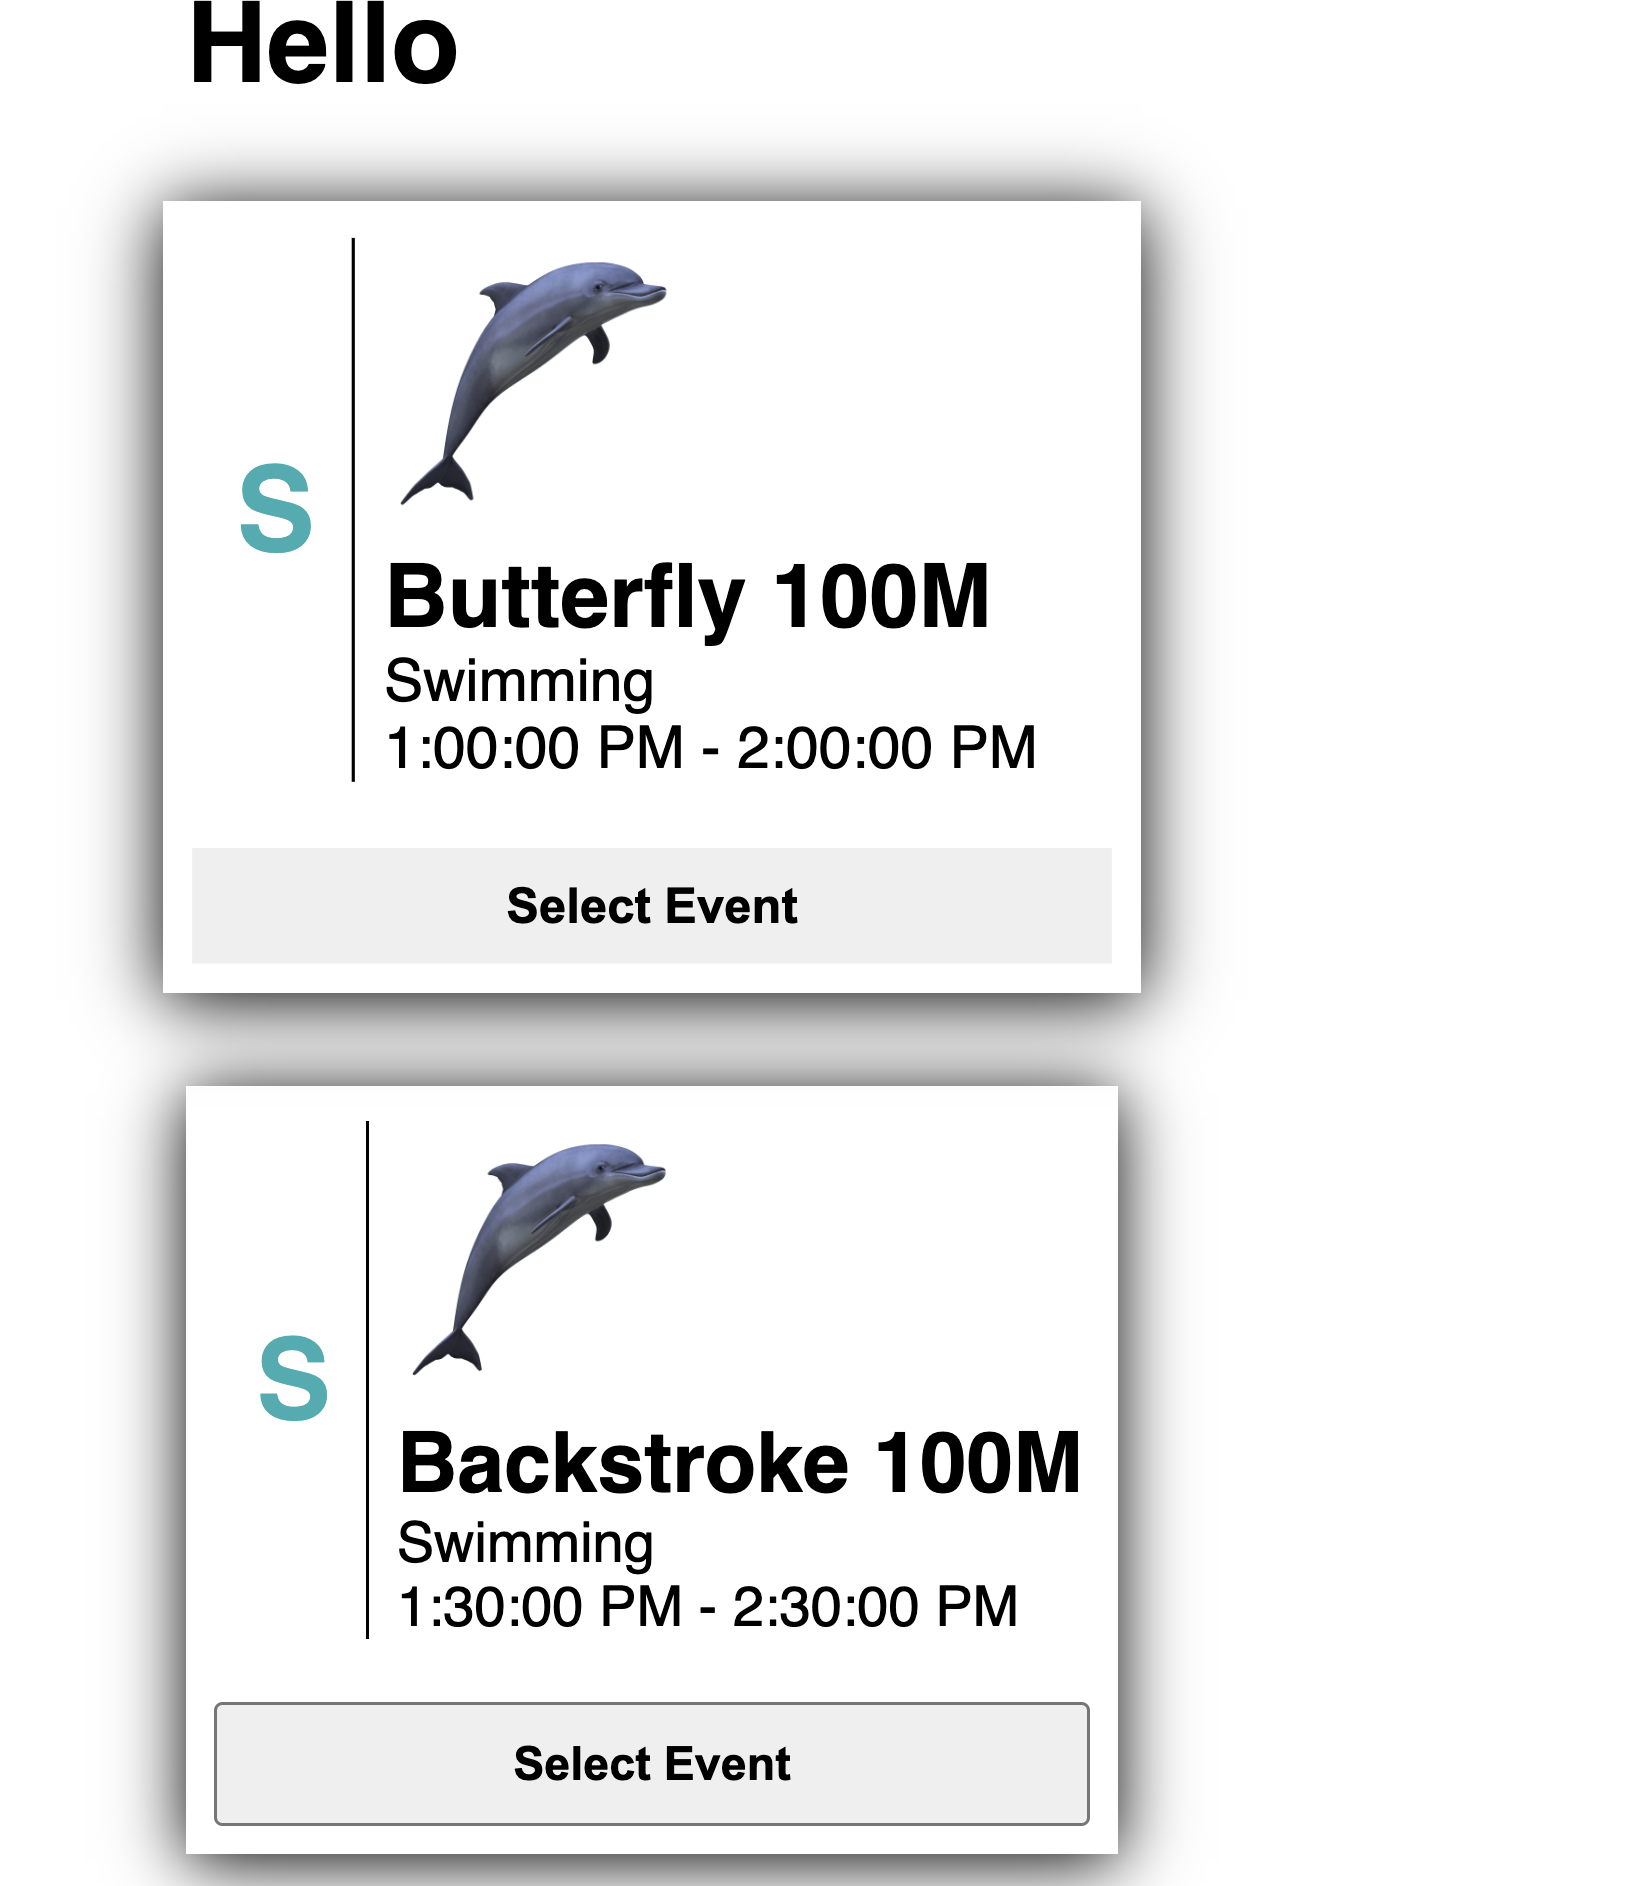 Hello
S
Butterfly 100M
Swimming
1:00:00 PM - 2:00:00 PM
Select Event
S
Backstroke 100M
Swimming
1:30:00 PM - 2:30:00 PM
Select Event